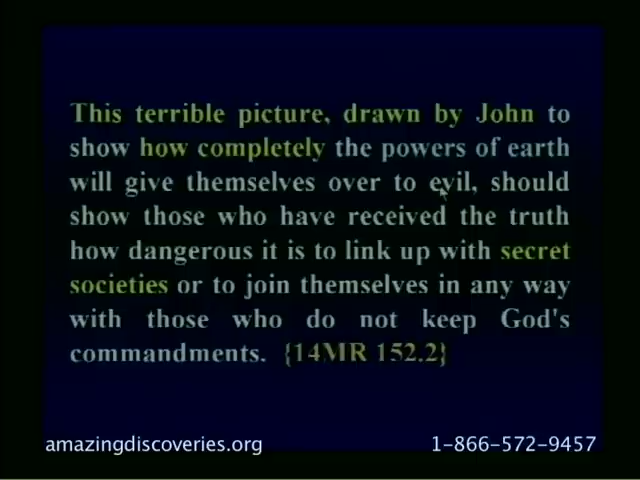 This terrible picture, drawn by John to
show how completely the powers of earth
will give themselves over to evil, should
show those who have received the truth
how dangerous it is to link up with secret
societies or to join themselves in any way
with those who do not keep God's
commandments. {14MR 152.2}
amazingdiscoveries.org 1-866-572-9457